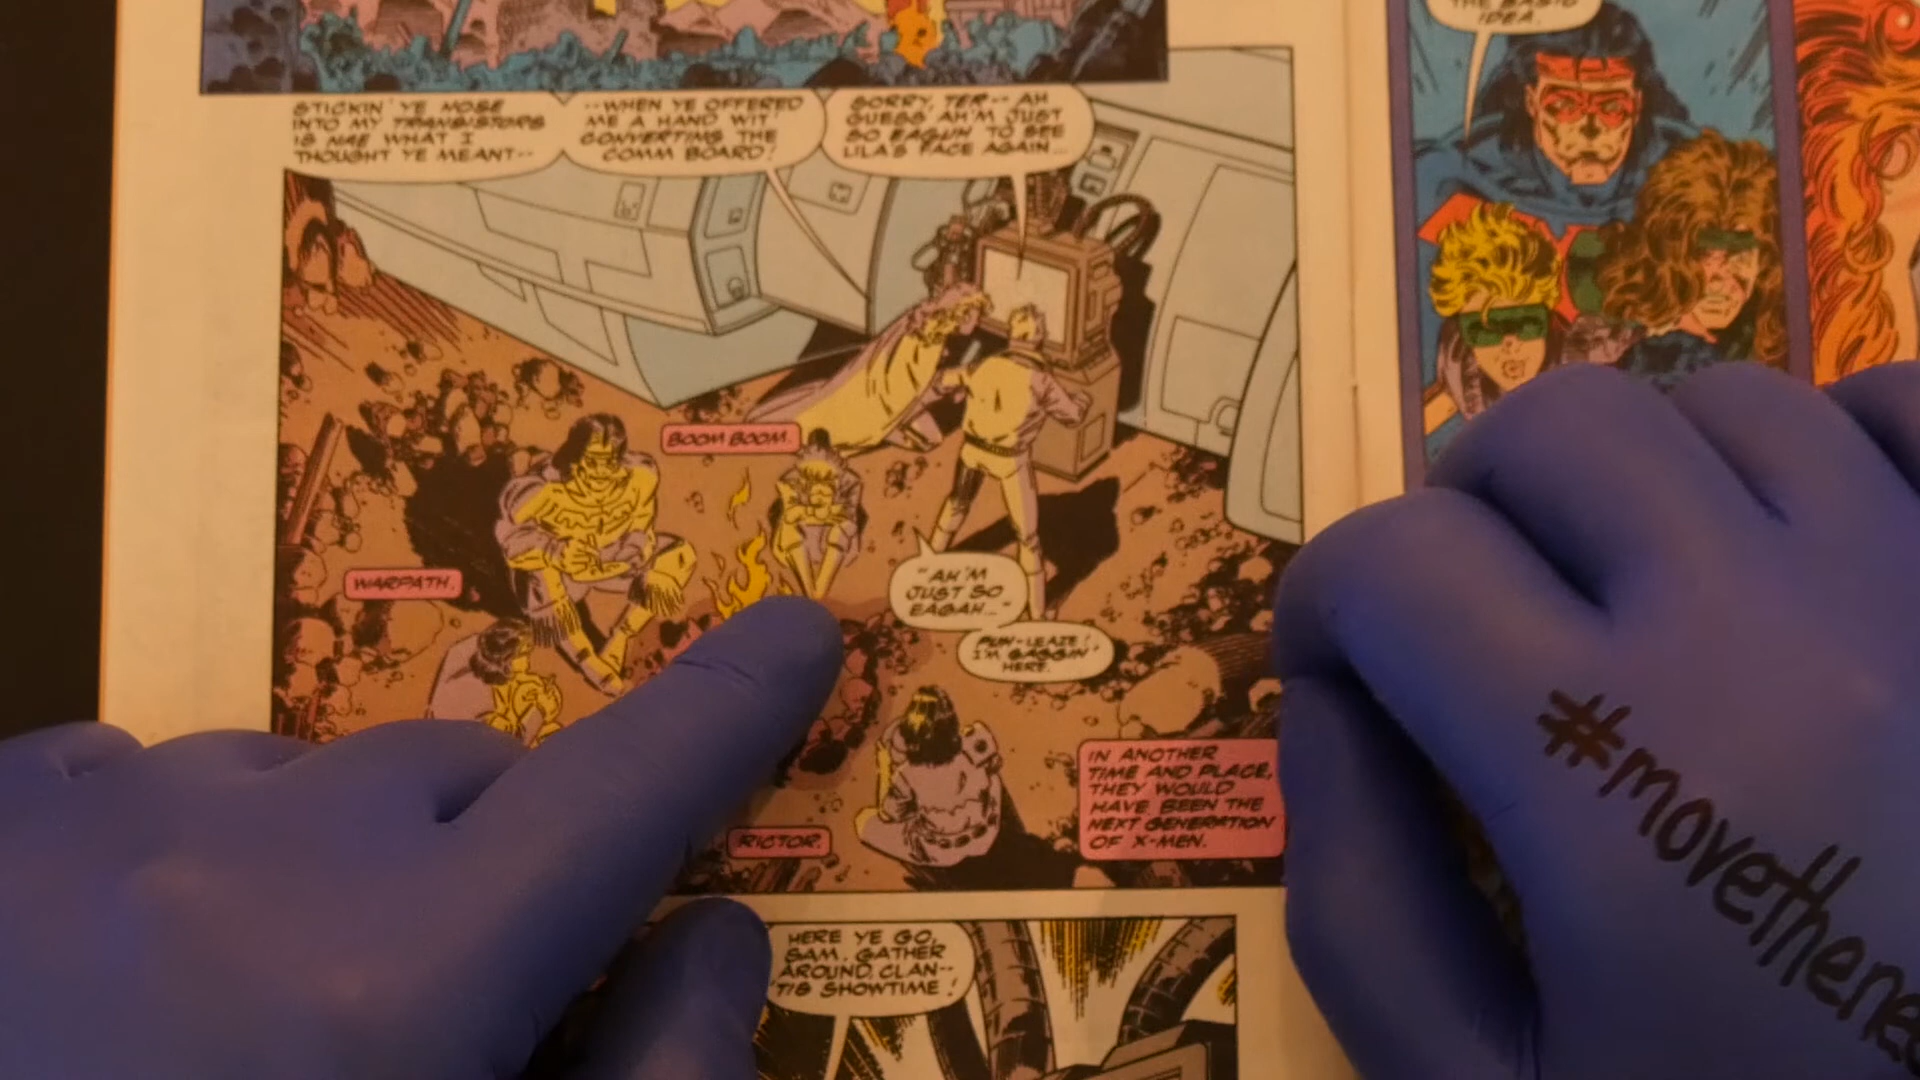 THE BASIC
IDEA.
STICKIN' YE NOSE
INTO MY TRANSISTORS
IS NAE WHAT I
THOUGHT YE MEANT--
--WHEN YE OFFERED
ME A HAND WIT'
CONVERTING THE
COMM BOARD!
SORRY, TER-- AH
GUESS AH'M JUST
SO EAGUH TO SEE
LILA'S FACE AGAIN...
BOOM BOOM.
WARPATH.
"AH'M
JUST SO
EAGAH..."
PUH-LEAZE!
I'M GAGGIN'
HERE.
RICTOR.
IN ANOTHER
TIME AND PLACE,
THEY WOULD
HAVE BEEN THE
NEXT GENERATION
OF X-MEN.
HERE YE GO,
SAM. GATHER
AROUND, CLAN--
'TIS SHOWTIME!
#movethene